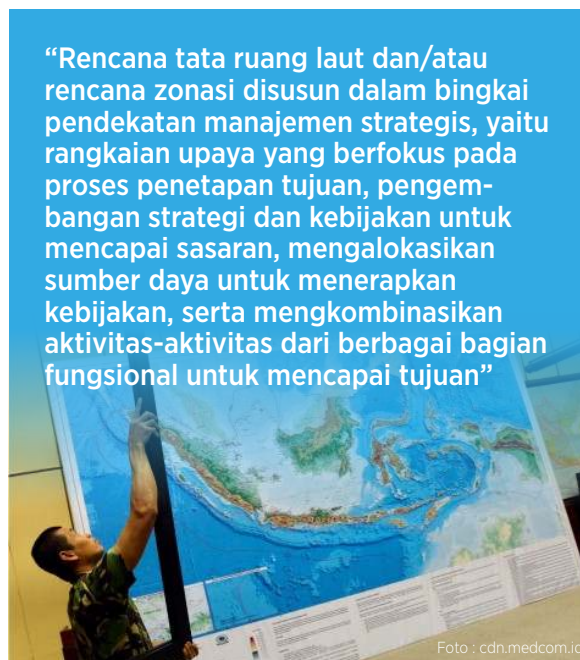 “Rencana tata ruang laut dan/atau
rencana zonasi disusun dalam bingkai
pendekatan manajemen strategis, yaitu
rangkaian upaya yang berfokus pada
proses penetapan tujuan, pengem-
bangan strategi dan kebijakan untuk
mencapai sasaran, mengalokasikan
sumber daya untuk menerapkan
kebijakan, serta mengkombinasikan
aktivitas-aktivitas dari berbagai bagian
fungsional untuk mencapai tujuan”
Foto : cdn.medcom.id